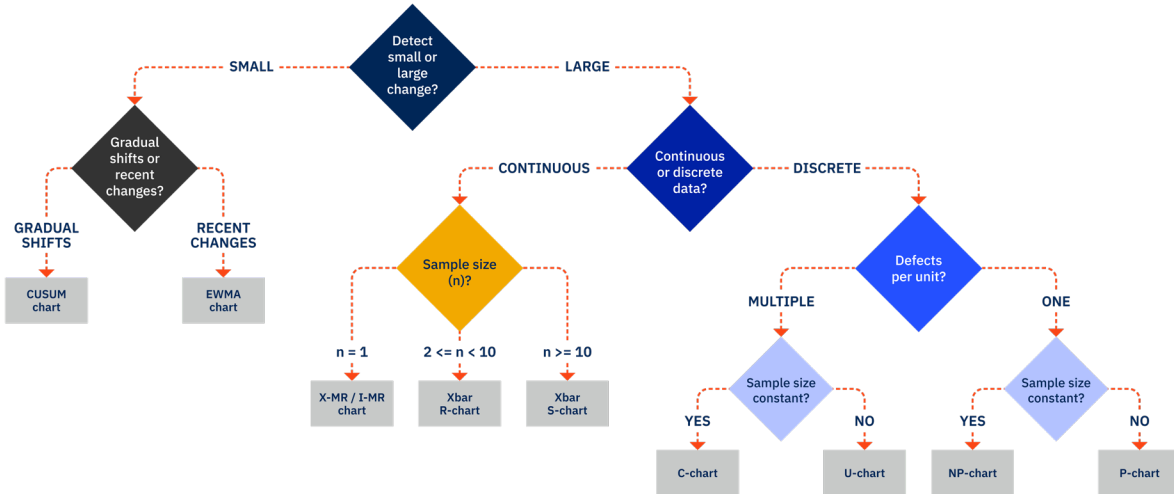 Detect
small or
large
change?
SMALL
LARGE
Gradual
shifts or
recent
changes?
CONTINUOUS
Continuous
or discrete
data?
DISCRETE
GRADUAL
SHIFTS
RECENT
CHANGES
Sample size
(n)?
Defects
per unit?
CUSUM
chart
EWMA
chart
MULTIPLE
ONE
n = 1
2 <= n < 10
n >= 10
X-MR / I-MR
chart
Xbar
R-chart
Xbar
S-chart
Sample size
constant?
Sample size
constant?
YES
NO
YES
NO
C-chart
U-chart
NP-chart
P-chart